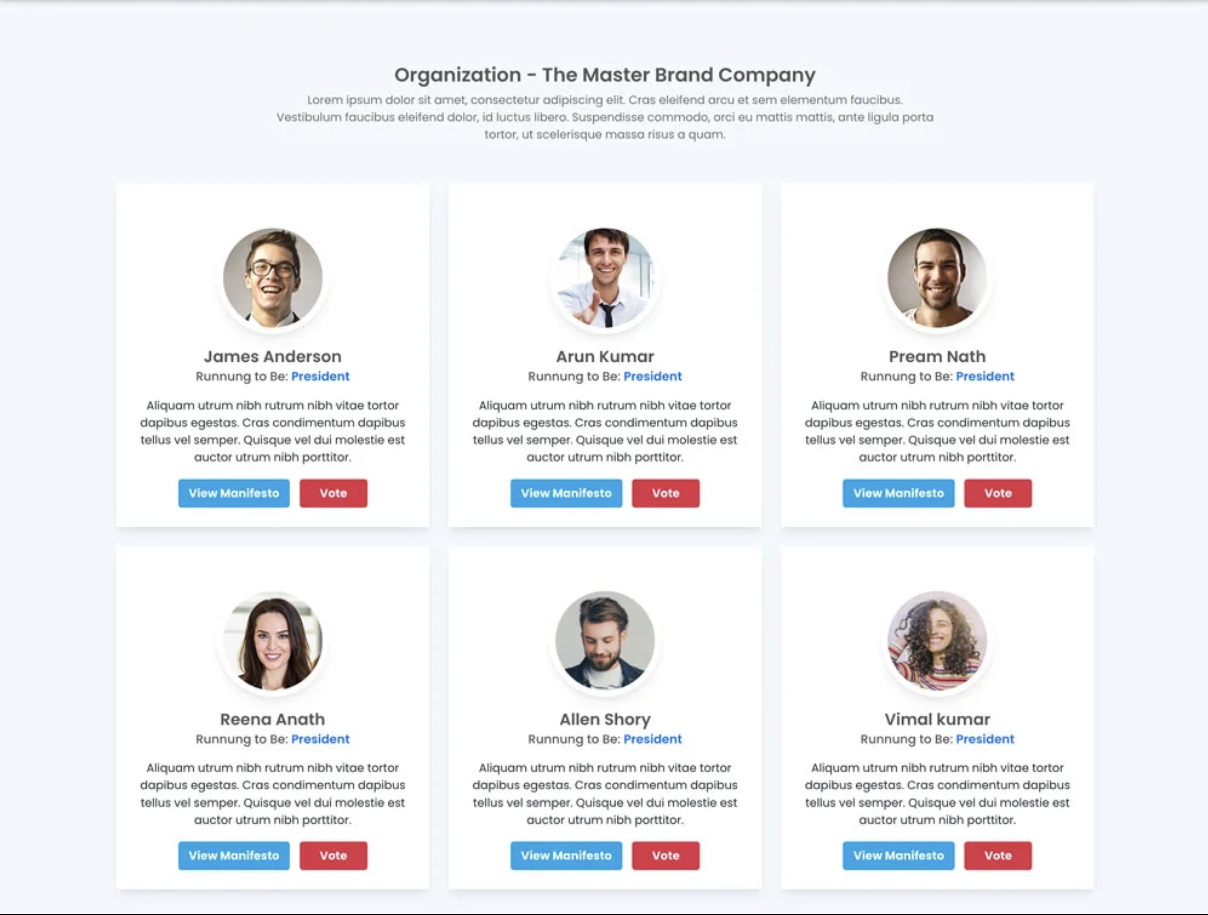 Organization - The Master Brand Company
Lorem ipsum dolor sit amet, consectetur adipiscing elit. Cras eleifend arcu et sem elementum faucibus.
Vestibulum faucibus eleifend dolor, id luctus libero. Suspendisse commodo, orci eu mattis mattis, ante ligula porta
tortor, ut scelerisque massa risus a quam.
James Anderson
Runnung to Be: President
Aliquam utrum nibh rutrum nibh vitae tortor
dapibus egestas. Cras condimentum dapibus
tellus vel semper. Quisque vel dui molestie est
auctor utrum nibh porttitor.
View Manifesto Vote
Arun Kumar
Runnung to Be: President
Aliquam utrum nibh rutrum nibh vitae tortor
dapibus egestas. Cras condimentum dapibus
tellus vel semper. Quisque vel dui molestie est
auctor utrum nibh porttitor.
View Manifesto Vote
Pream Nath
Runnung to Be: President
Aliquam utrum nibh rutrum nibh vitae tortor
dapibus egestas. Cras condimentum dapibus
tellus vel semper. Quisque vel dui molestie est
auctor utrum nibh porttitor.
View Manifesto Vote
Reena Anath
Runnung to Be: President
Aliquam utrum nibh rutrum nibh vitae tortor
dapibus egestas. Cras condimentum dapibus
tellus vel semper. Quisque vel dui molestie est
auctor utrum nibh porttitor.
View Manifesto Vote
Allen Shory
Runnung to Be: President
Aliquam utrum nibh rutrum nibh vitae tortor
dapibus egestas. Cras condimentum dapibus
tellus vel semper. Quisque vel dui molestie est
auctor utrum nibh porttitor.
View Manifesto Vote
Vimal kumar
Runnung to Be: President
Aliquam utrum nibh rutrum nibh vitae tortor
dapibus egestas. Cras condimentum dapibus
tellus vel semper. Quisque vel dui molestie est
auctor utrum nibh porttitor.
View Manifesto Vote